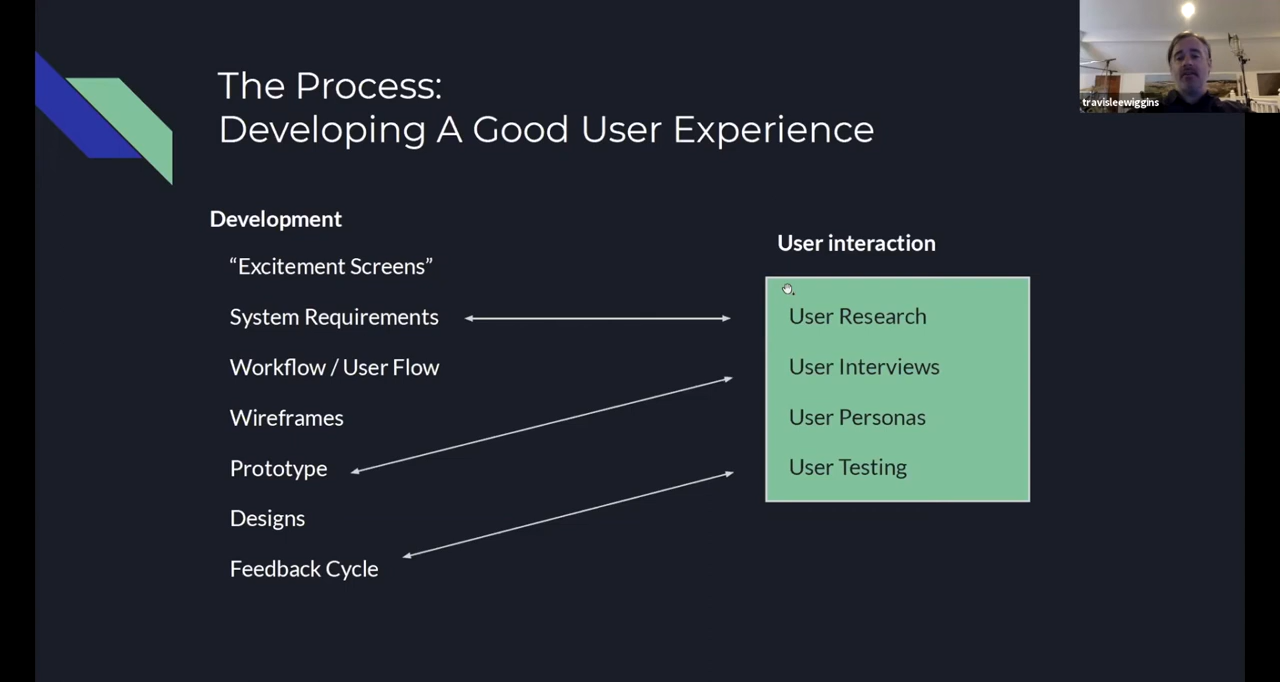 The Process:
Developing A Good User Experience
travisleewiggins
Development
“Excitement Screens”
System Requirements
Workflow / User Flow
Wireframes
Prototype
Designs
Feedback Cycle
User interaction
User Research
User Interviews
User Personas
User Testing